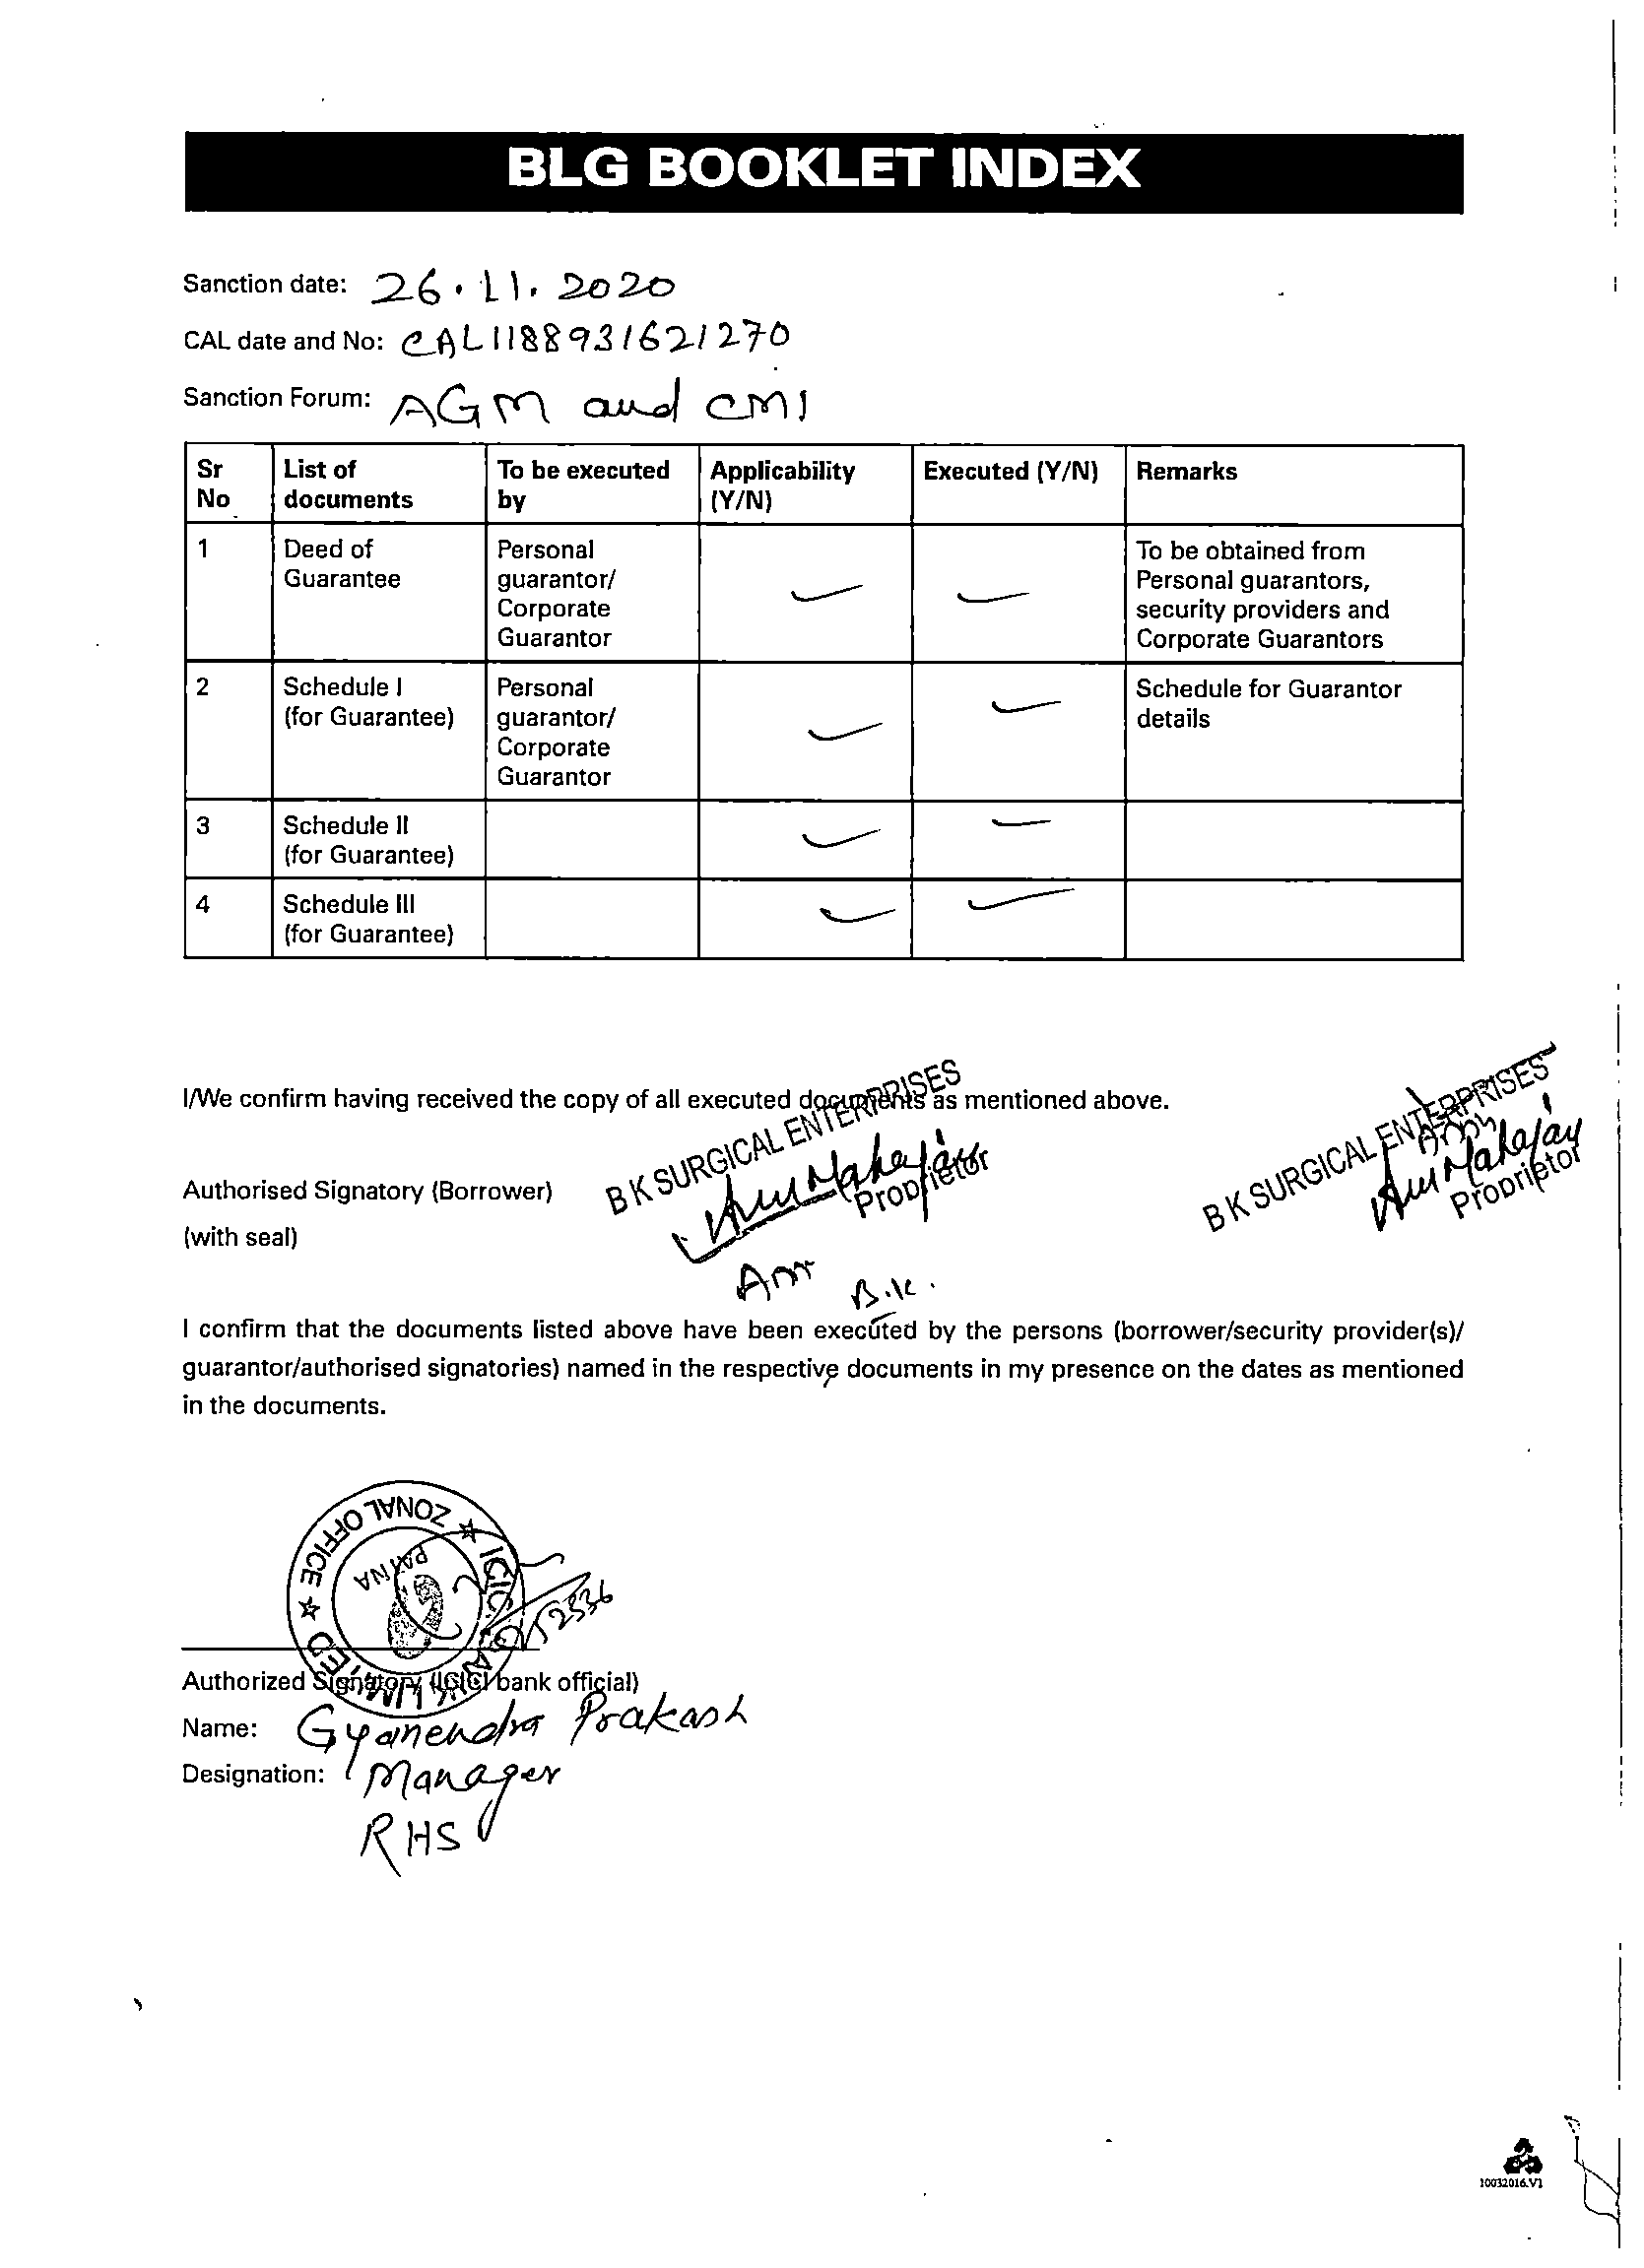 BLG BOOKLET INDEX
Sanction date: 26.11.2020
CAL date and No: CAL1188931621270
Sanction Forum: AGM and CMI
Sr No | List of documents | To be executed by | Applicability (Y/N) | Executed (Y/N) | Remarks
1 | Deed of Guarantee | Personal guarantor/ Corporate Guarantor | ✓ | ✓ | To be obtained from Personal guarantors, security providers and Corporate Guarantors
2 | Schedule I (for Guarantee) | Personal guarantor/ Corporate Guarantor | ✓ | ✓ | Schedule for Guarantor details
3 | Schedule II (for Guarantee) | | ✓ | ✓ |
4 | Schedule III (for Guarantee) | | ✓ | ✓ |
I/We confirm having received the copy of all executed documents as mentioned above.
B K SURGICAL ENTERPRISES
Proprietor
B K SURGICAL ENTERPRISES
Proprietor
Authorised Signatory (Borrower)
(with seal)
B.K.
I confirm that the documents listed above have been executed by the persons (borrower/security provider(s)/
guarantor/authorised signatories) named in the respective documents in my presence on the dates as mentioned
in the documents.
ZONAL OFFICE
PATNA
Authorized Signatory (ICICI bank official)
Name: Gyanendra Prakash
Designation: Manager
RHS
10032016.V1